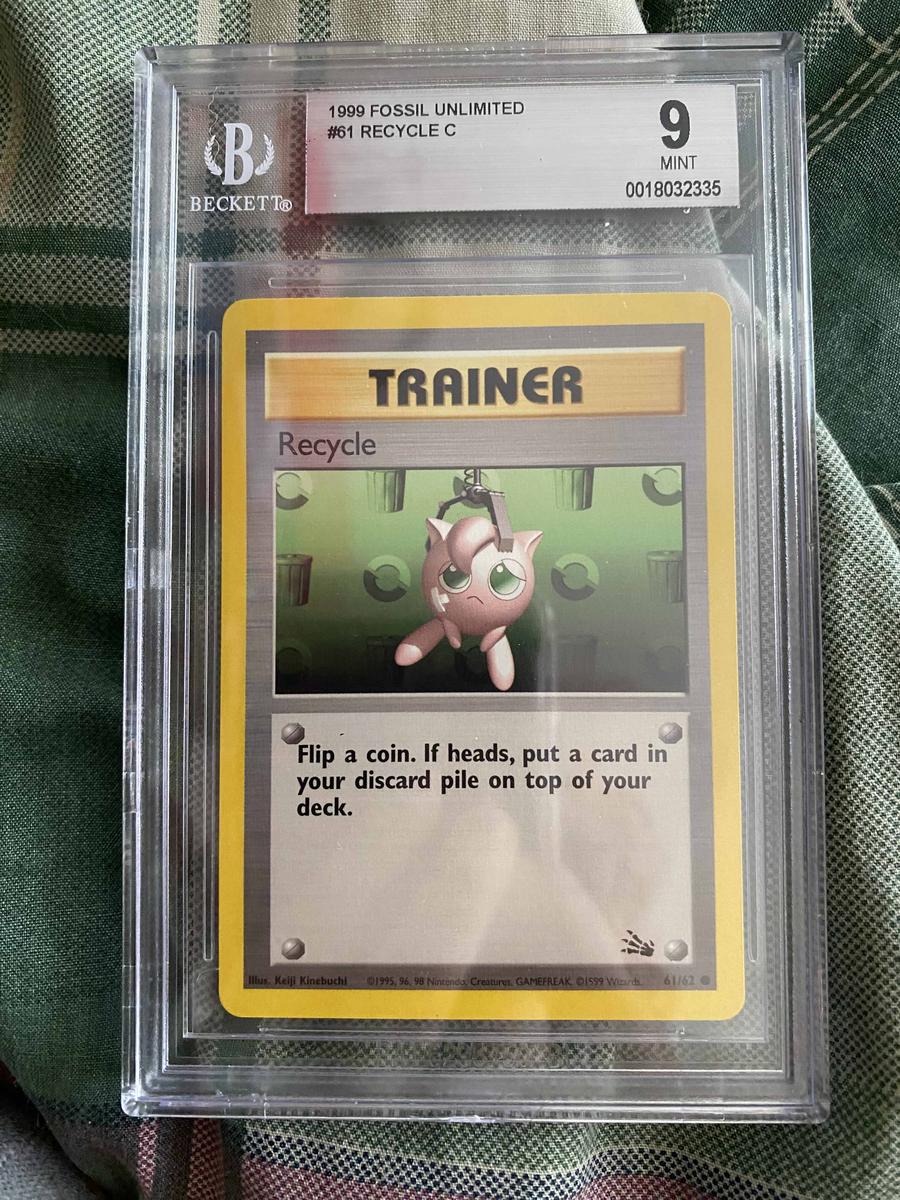 1999 FOSSIL UNLIMITED
#61 RECYCLE C
9
MINT
0018032335
B
BECKETT®
TRAINER
Recycle
Flip a coin. If heads, put a card in
your discard pile on top of your
deck.
Illus. Keiji Kinebuchi ©1995, 96, 98 Nintendo, Creatures, GAMEFREAK. ©1599 Wizards. 61/62 ●